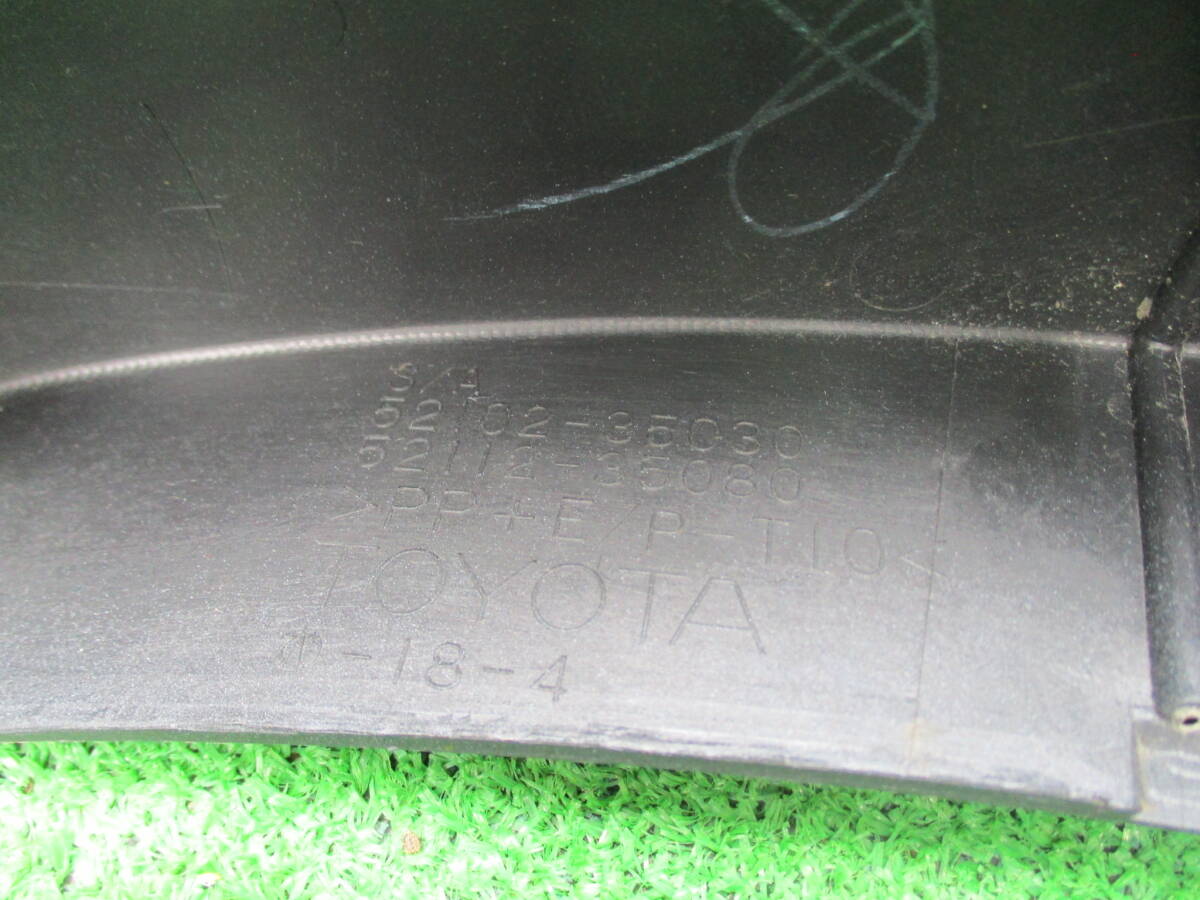 S/A
52102-35030
52112-35080
>PP+E/P-T10<
TOYOTA
-18-4